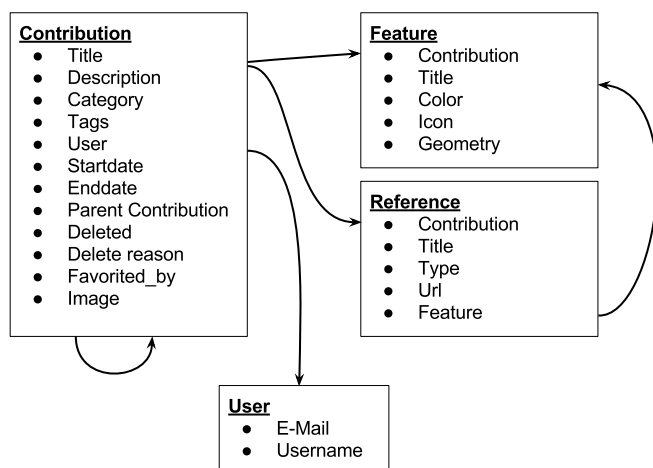 Contribution
● Title
● Description
● Category
● Tags
● User
● Startdate
● Enddate
● Parent Contribution
● Deleted
● Delete reason
● Favorited_by
● Image
Feature
● Contribution
● Title
● Color
● Icon
● Geometry
Reference
● Contribution
● Title
● Type
● Url
● Feature
User
● E-Mail
● Username